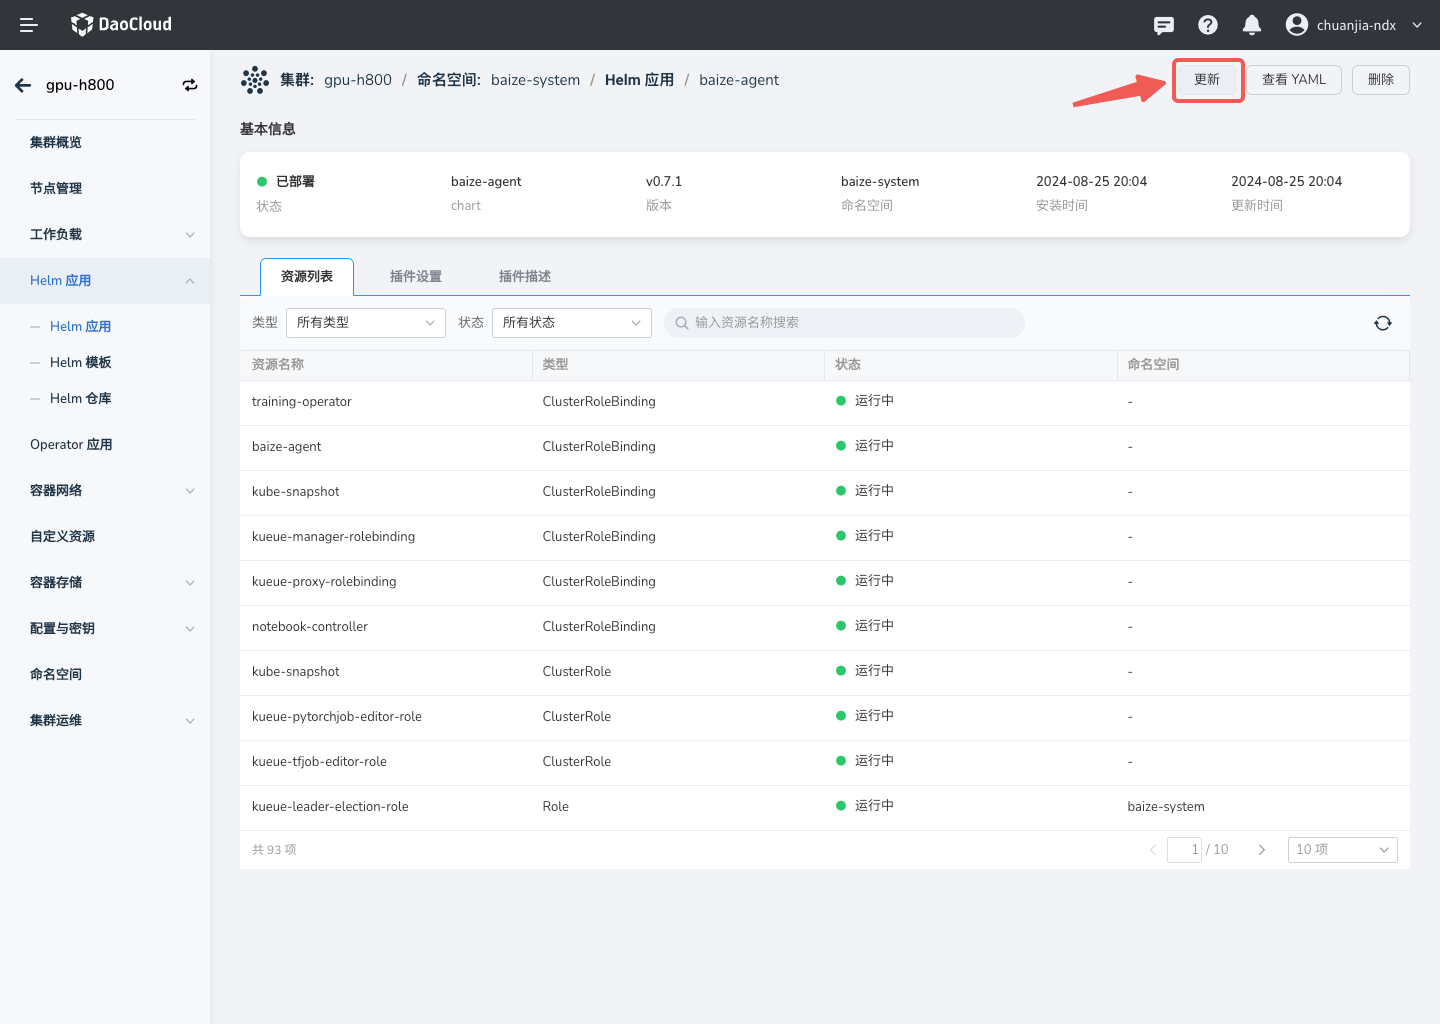 DaoCloud
chuanjia-ndx
gpu-h800
集群概览
节点管理
工作负载
Helm 应用
Helm 应用
Helm 模板
Helm 仓库
Operator 应用
容器网络
自定义资源
容器存储
配置与密钥
命名空间
集群运维
集群: gpu-h800 / 命名空间: baize-system / Helm 应用 / baize-agent
更新 查看 YAML 删除
基本信息
已部署 baize-agent v0.7.1 baize-system 2024-08-25 20:04 2024-08-25 20:04
状态 chart 版本 命名空间 安装时间 更新时间
资源列表 插件设置 插件描述
类型 所有类型 状态 所有状态 输入资源名称搜索
资源名称 类型 状态 命名空间
training-operator ClusterRoleBinding 运行中 -
baize-agent ClusterRoleBinding 运行中 -
kube-snapshot ClusterRoleBinding 运行中 -
kueue-manager-rolebinding ClusterRoleBinding 运行中 -
kueue-proxy-rolebinding ClusterRoleBinding 运行中 -
notebook-controller ClusterRoleBinding 运行中 -
kube-snapshot ClusterRole 运行中 -
kueue-pytorchjob-editor-role ClusterRole 运行中 -
kueue-tfjob-editor-role ClusterRole 运行中 -
kueue-leader-election-role Role 运行中 baize-system
共 93 项 1 / 10 10 项